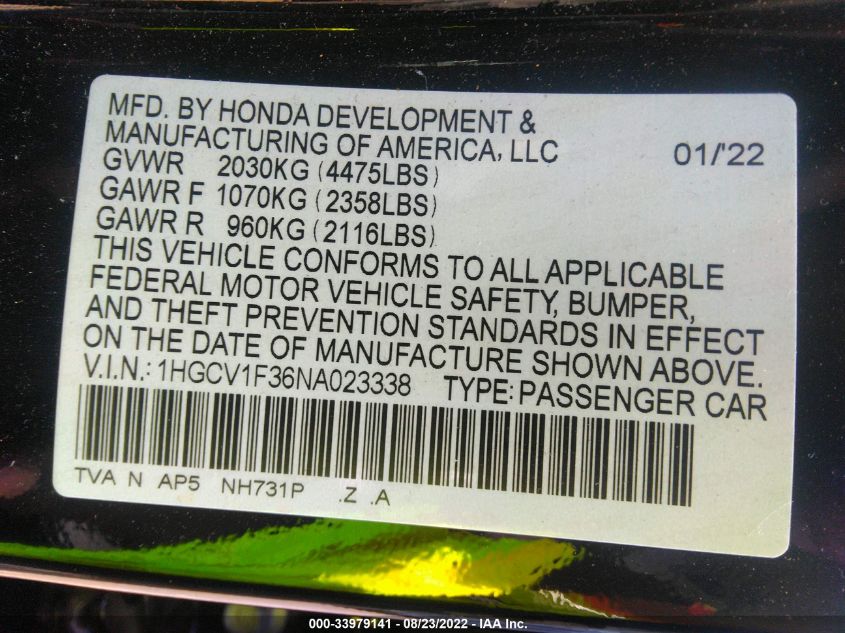 MFD. BY HONDA DEVELOPMENT &
MANUFACTURING OF AMERICA, LLC 01/'22
GVWR 2030KG (4475LBS)
GAWR F 1070KG (2358LBS)
GAWR R 960KG (2116LBS)
THIS VEHICLE CONFORMS TO ALL APPLICABLE
FEDERAL MOTOR VEHICLE SAFETY, BUMPER,
AND THEFT PREVENTION STANDARDS IN EFFECT
ON THE DATE OF MANUFACTURE SHOWN ABOVE.
V.I.N.: 1HGCV1F36NA023338 TYPE: PASSENGER CAR
TVA N AP5 NH731P .Z .A
000-33979141 - 08/23/2022 - IAA Inc.